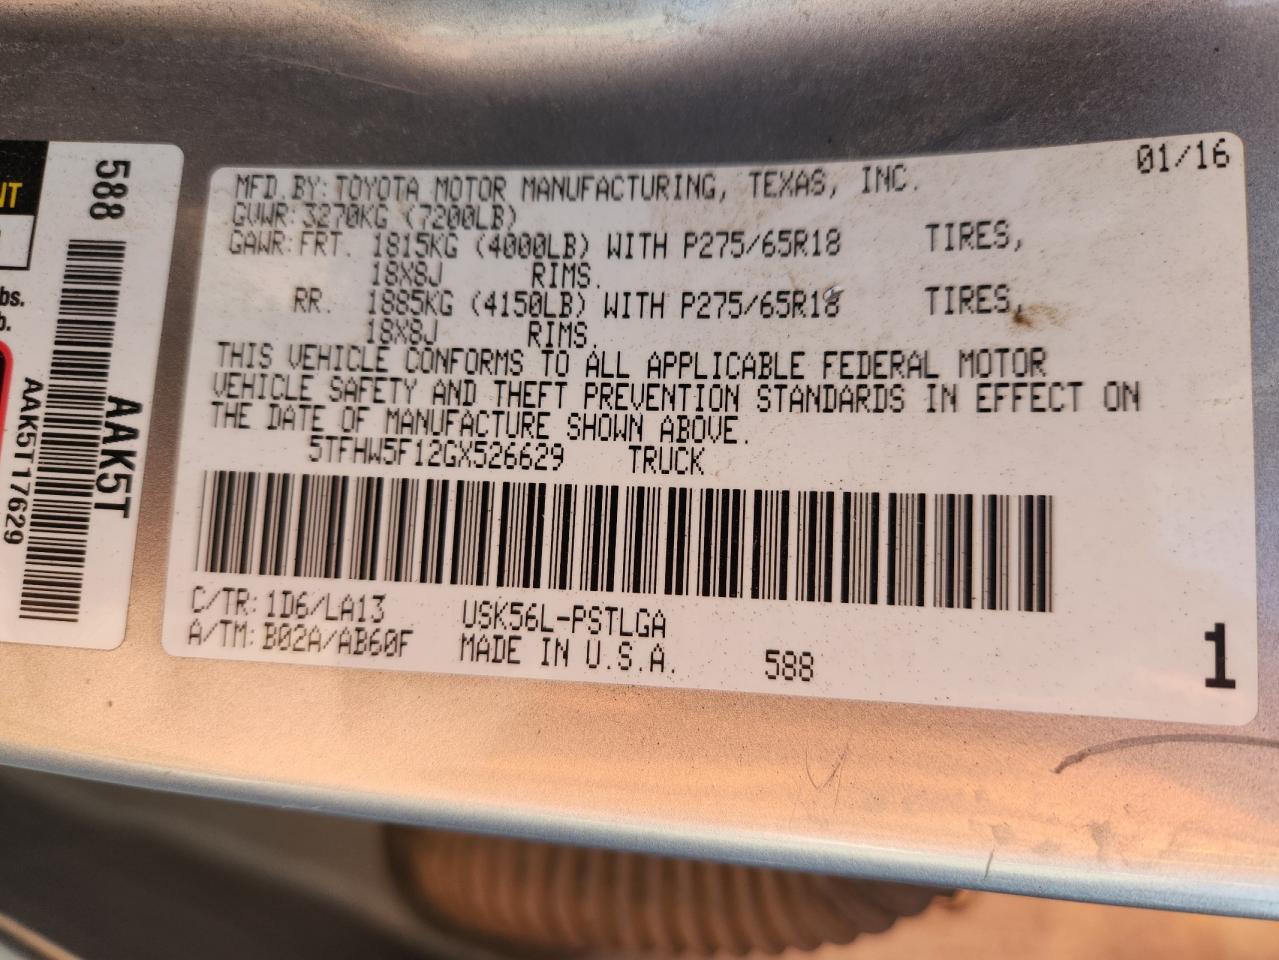 NT
bs.
b.
588
AAK5T
AAK5T17629
01/16
MFD.BY:TOYOTA MOTOR MANUFACTURING, TEXAS, INC.
GVWR:3270KG (7200LB)
GAWR:FRT. 1815KG (4000LB) WITH P275/65R18 TIRES,
18X8J RIMS.
RR. 1885KG (4150LB) WITH P275/65R18 TIRES,
18X8J RIMS.
THIS VEHICLE CONFORMS TO ALL APPLICABLE FEDERAL MOTOR
VEHICLE SAFETY AND THEFT PREVENTION STANDARDS IN EFFECT ON
THE DATE OF MANUFACTURE SHOWN ABOVE.
5TFHW5F12GX526629 TRUCK
C/TR:1D6/LA13 USK56L-PSTLGA
A/TM:B02A/AB60F MADE IN U.S.A. 588
1